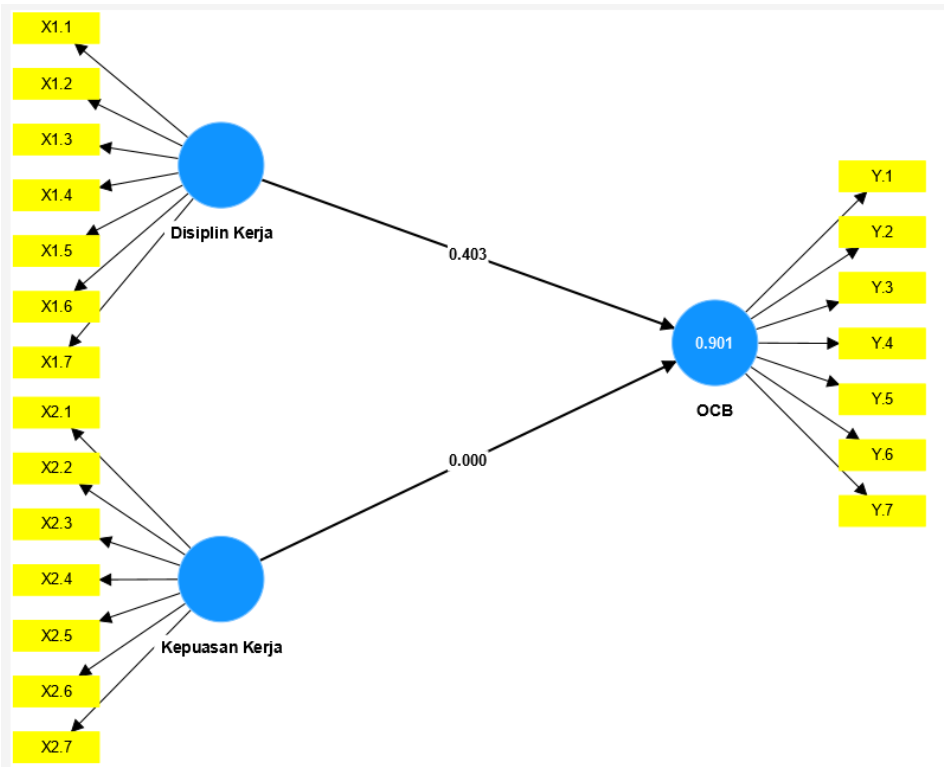 X1.1
X1.2
X1.3
X1.4
X1.5
X1.6
X1.7
Disiplin Kerja
X2.1
X2.2
X2.3
X2.4
X2.5
X2.6
X2.7
Kepuasan Kerja
0.403
0.000
0.901
OCB
Y.1
Y.2
Y.3
Y.4
Y.5
Y.6
Y.7